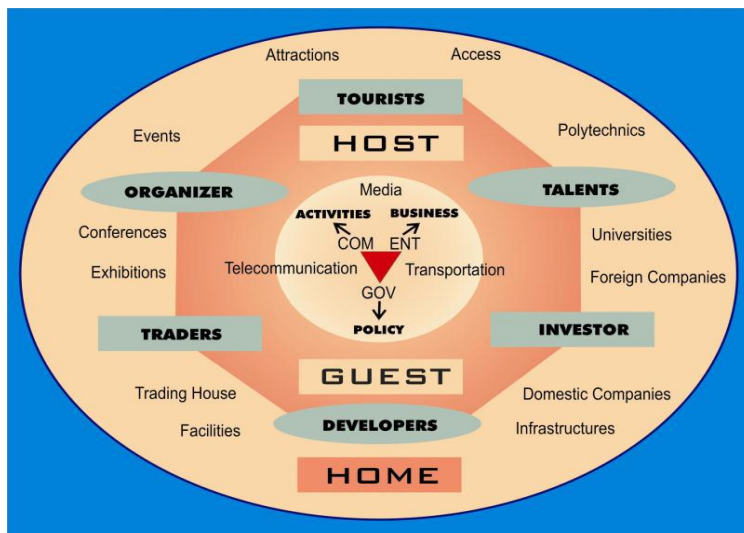 Attractions
Access
TOURISTS
Events
HOST
Polytechnics
ORGANIZER
Media
TALENTS
ACTIVITIES
BUSINESS
Conferences
COM
ENT
Universities
Exhibitions
Telecommunication
Transportation
Foreign Companies
GOV
TRADERS
POLICY
INVESTOR
GUEST
Trading House
Domestic Companies
Facilities
DEVELOPERS
Infrastructures
HOME